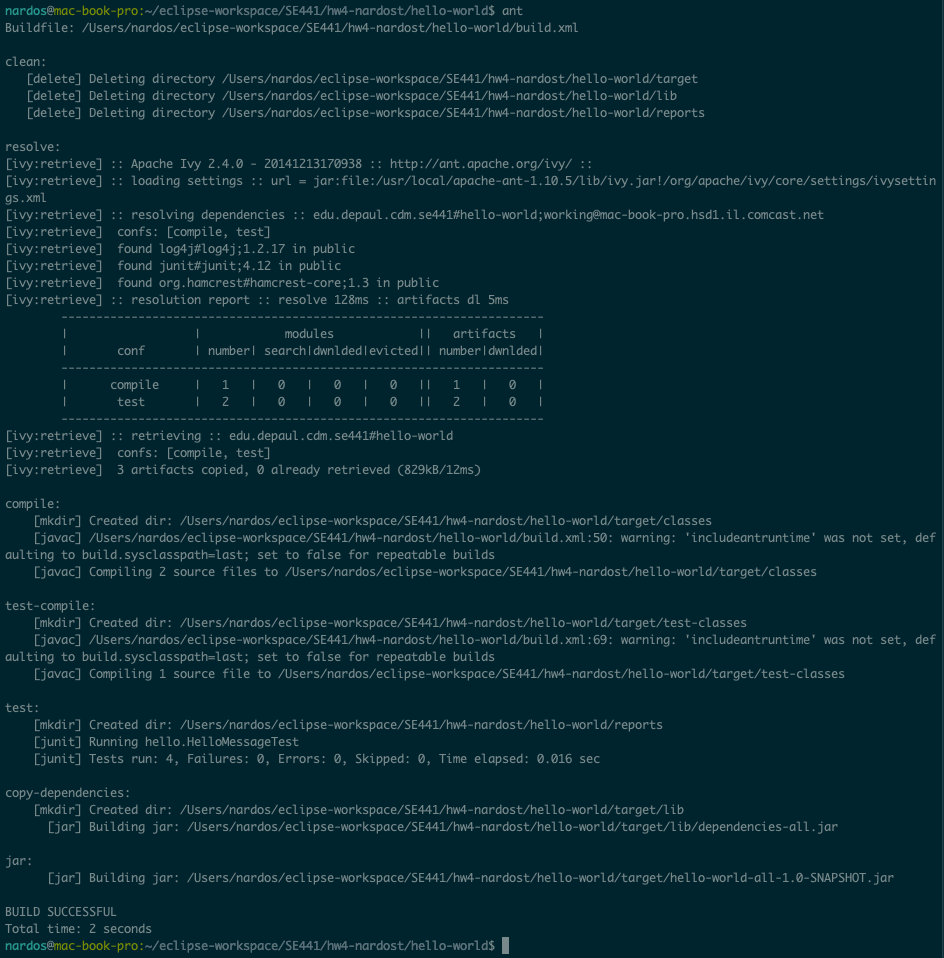 nardos@mac-book-pro:~/eclipse-workspace/SE441/hw4-nardost/hello-world$ ant
Buildfile: /Users/nardos/eclipse-workspace/SE441/hw4-nardost/hello-world/build.xml

clean:
   [delete] Deleting directory /Users/nardos/eclipse-workspace/SE441/hw4-nardost/hello-world/target
   [delete] Deleting directory /Users/nardos/eclipse-workspace/SE441/hw4-nardost/hello-world/lib
   [delete] Deleting directory /Users/nardos/eclipse-workspace/SE441/hw4-nardost/hello-world/reports

resolve:
[ivy:retrieve] :: Apache Ivy 2.4.0 - 20141213170938 :: http://ant.apache.org/ivy/ ::
[ivy:retrieve] :: loading settings :: url = jar:file:/usr/local/apache-ant-1.10.5/lib/ivy.jar!/org/apache/ivy/core/settings/ivysettin
gs.xml
[ivy:retrieve] :: resolving dependencies :: edu.depaul.cdm.se441#hello-world;working@mac-book-pro.hsd1.il.comcast.net
[ivy:retrieve]  confs: [compile, test]
[ivy:retrieve]  found log4j#log4j;1.2.17 in public
[ivy:retrieve]  found junit#junit;4.12 in public
[ivy:retrieve]  found org.hamcrest#hamcrest-core;1.3 in public
[ivy:retrieve] :: resolution report :: resolve 128ms :: artifacts dl 5ms
        ---------------------------------------------------------------------
        |                  |            modules            ||   artifacts   |
        |       conf       | number| search|dwnlded|evicted|| number|dwnlded|
        ---------------------------------------------------------------------
        |      compile     |   1   |   0   |   0   |   0   ||   1   |   0   |
        |       test       |   2   |   0   |   0   |   0   ||   2   |   0   |
        ---------------------------------------------------------------------
[ivy:retrieve] :: retrieving :: edu.depaul.cdm.se441#hello-world
[ivy:retrieve]  confs: [compile, test]
[ivy:retrieve]  3 artifacts copied, 0 already retrieved (829kB/12ms)

compile:
    [mkdir] Created dir: /Users/nardos/eclipse-workspace/SE441/hw4-nardost/hello-world/target/classes
    [javac] /Users/nardos/eclipse-workspace/SE441/hw4-nardost/hello-world/build.xml:50: warning: 'includeantruntime' was not set, def
aulting to build.sysclasspath=last; set to false for repeatable builds
    [javac] Compiling 2 source files to /Users/nardos/eclipse-workspace/SE441/hw4-nardost/hello-world/target/classes

test-compile:
    [mkdir] Created dir: /Users/nardos/eclipse-workspace/SE441/hw4-nardost/hello-world/target/test-classes
    [javac] /Users/nardos/eclipse-workspace/SE441/hw4-nardost/hello-world/build.xml:69: warning: 'includeantruntime' was not set, def
aulting to build.sysclasspath=last; set to false for repeatable builds
    [javac] Compiling 1 source file to /Users/nardos/eclipse-workspace/SE441/hw4-nardost/hello-world/target/test-classes

test:
    [mkdir] Created dir: /Users/nardos/eclipse-workspace/SE441/hw4-nardost/hello-world/reports
    [junit] Running hello.HelloMessageTest
    [junit] Tests run: 4, Failures: 0, Errors: 0, Skipped: 0, Time elapsed: 0.016 sec

copy-dependencies:
    [mkdir] Created dir: /Users/nardos/eclipse-workspace/SE441/hw4-nardost/hello-world/target/lib
      [jar] Building jar: /Users/nardos/eclipse-workspace/SE441/hw4-nardost/hello-world/target/lib/dependencies-all.jar

jar:
      [jar] Building jar: /Users/nardos/eclipse-workspace/SE441/hw4-nardost/hello-world/target/hello-world-all-1.0-SNAPSHOT.jar

BUILD SUCCESSFUL
Total time: 2 seconds
nardos@mac-book-pro:~/eclipse-workspace/SE441/hw4-nardost/hello-world$